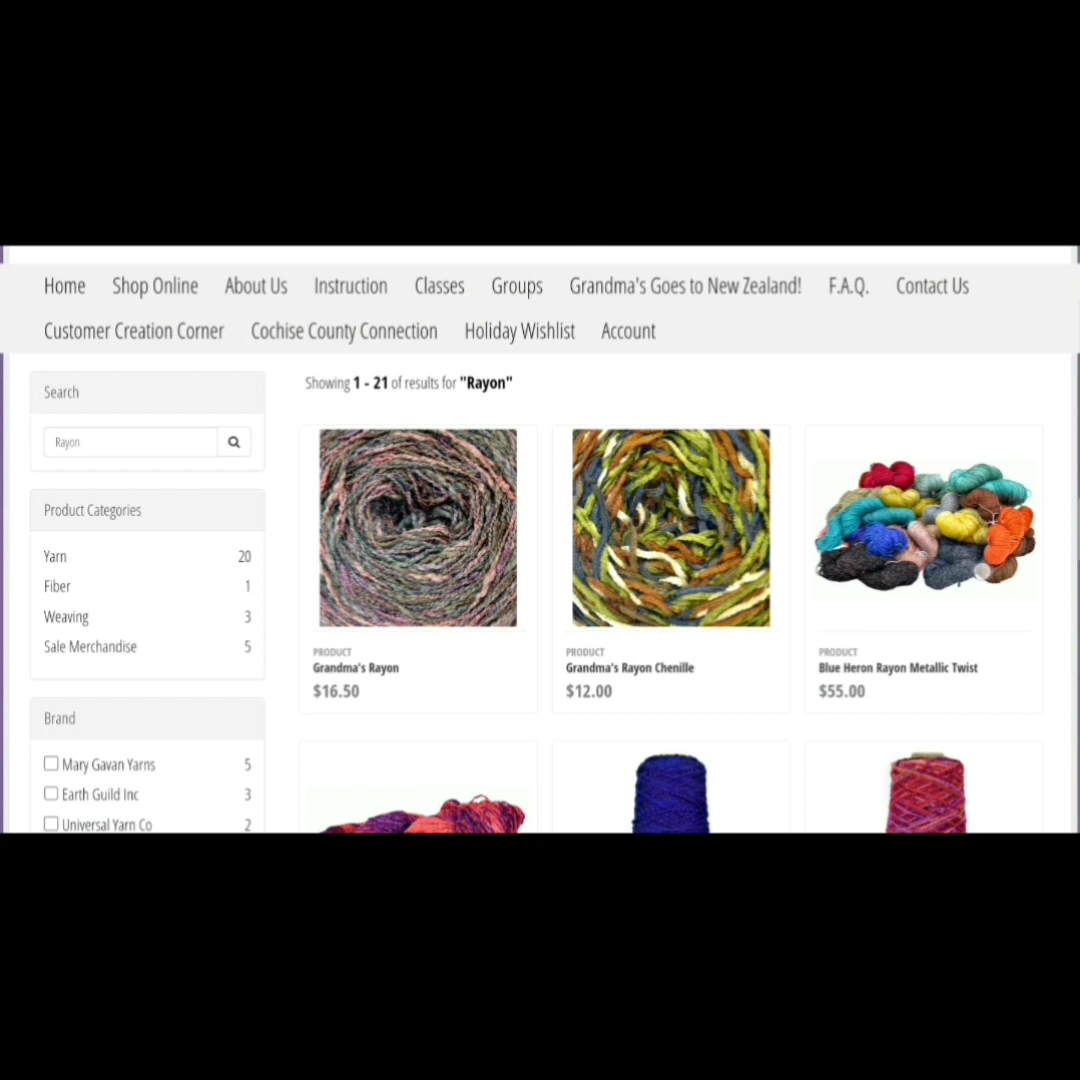 Home Shop Online About Us Instruction Classes Groups Grandma's Goes to New Zealand! F.A.Q. Contact Us
Customer Creation Corner Cochise County Connection Holiday Wishlist Account
Search
Rayon
Product Categories
Yarn 20
Fiber 1
Weaving 3
Sale Merchandise 5
Brand
Mary Gavan Yarns 5
Earth Guild Inc 3
Universal Yarn Co 2
Showing 1 - 21 of results for "Rayon"
PRODUCT
Grandma's Rayon
$16.50
PRODUCT
Grandma's Rayon Chenille
$12.00
PRODUCT
Blue Heron Rayon Metallic Twist
$55.00